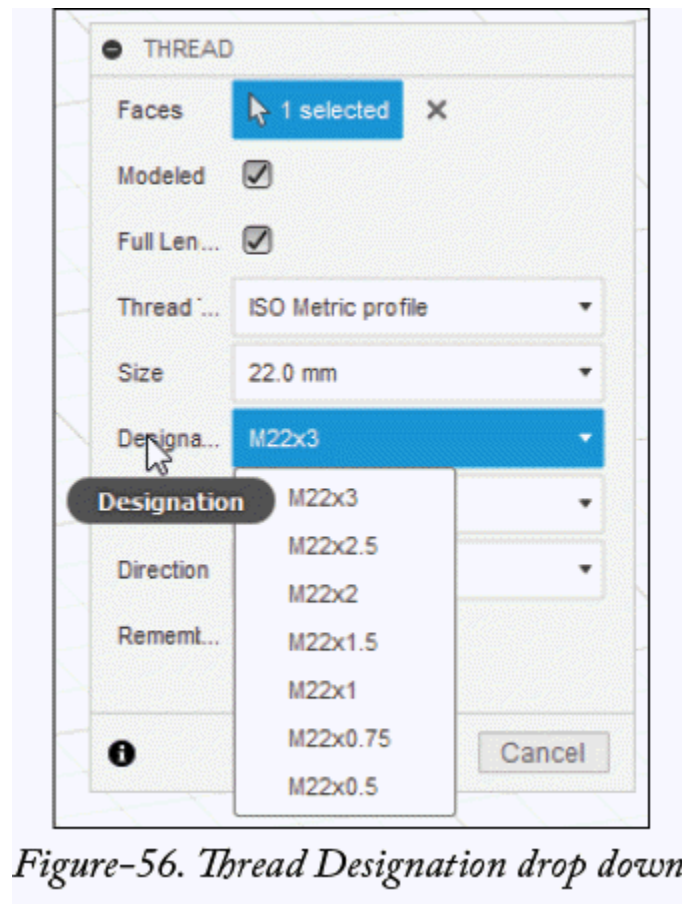 THREAD
Faces 1 selected
Modeled
Full Len...
Thread T... ISO Metric profile
Size 22.0 mm
Designa... M22x3
Designation
M22x3
M22x2.5
Direction
M22x2
Rememb...
M22x1.5
M22x1
M22x0.75
Cancel
M22x0.5
Figure-56. Thread Designation drop down